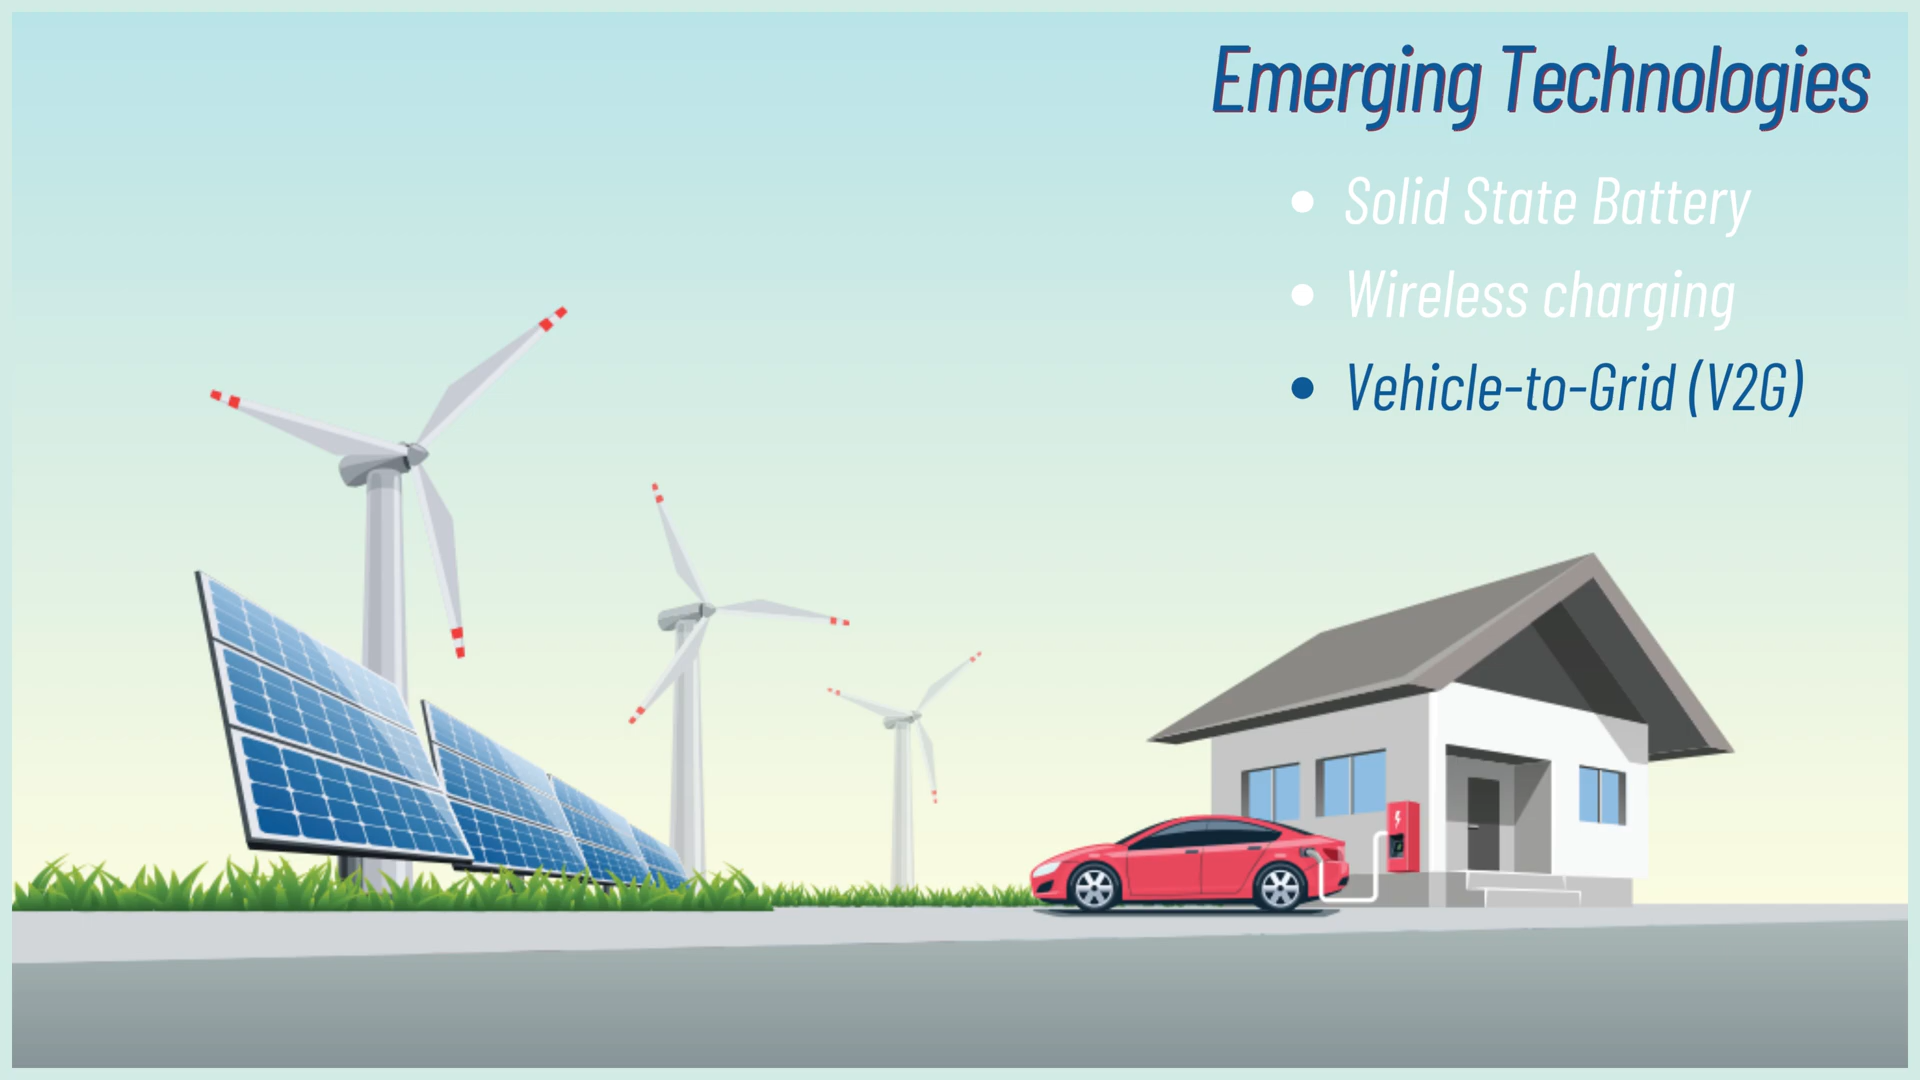 Emerging Technologies
• Solid State Battery
• Wireless charging
• Vehicle-to-Grid (V2G)